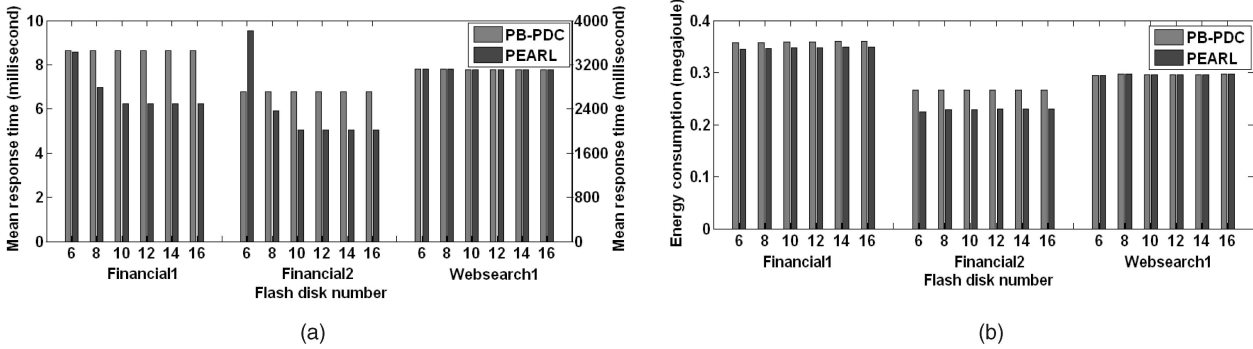 Mean response time (millisecond)
10
8
6
4
2
0
4000
3200
2400
1600
800
0
Mean response time (millisecond)
PB-PDC
PEARL
6 8 10 12 14 16 6 8 10 12 14 16 6 8 10 12 14 16
Financial1 Financial2 Websearch1
Flash disk number
(a)
Energy consumption (megajoule)
0.4
0.3
0.2
0.1
0
PB-PDC
PEARL
6 8 10 12 14 16 6 8 10 12 14 16 6 8 10 12 14 16
Financial1 Financial2 Websearch1
Flash disk number
(b)